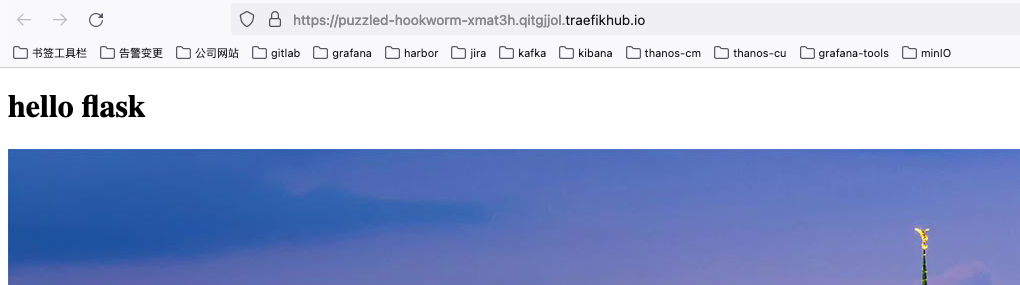 https://puzzled-hookworm-xmat3h.qitgjjol.traefikhub.io
书签工具栏 告警变更 公司网站 gitlab grafana harbor jira kafka kibana thanos-cm thanos-cu grafana-tools minIO
hello flask